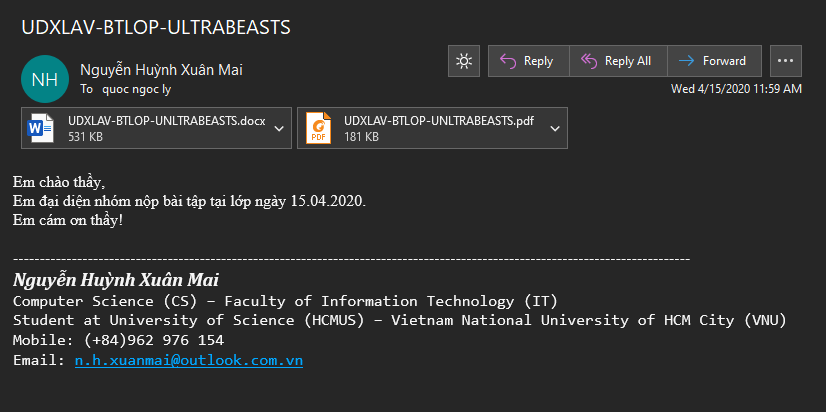 UDXLAV-BTLOP-ULTRABEASTS
NH
Nguyễn Huỳnh Xuân Mai
To quoc ngoc ly
Reply
Reply All
Forward
Wed 4/15/2020 11:59 AM
UDXLAV-BTLOP-UNLTRABEASTS.docx
531 KB
UDXLAV-BTLOP-UNLTRABEASTS.pdf
181 KB
Em chào thầy,
Em đại diện nhóm nộp bài tập tại lớp ngày 15.04.2020.
Em cám ơn thầy!
Nguyễn Huỳnh Xuân Mai
Computer Science (CS) – Faculty of Information Technology (IT)
Student at University of Science (HCMUS) – Vietnam National University of HCM City (VNU)
Mobile: (+84)962 976 154
Email: n.h.xuanmai@outlook.com.vn